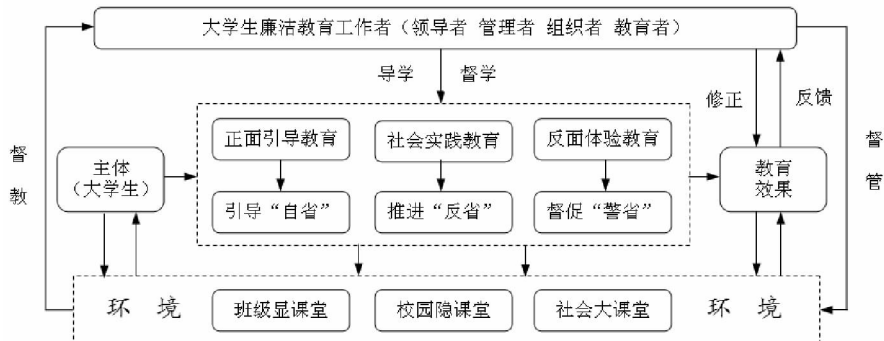 大学生廉洁教育工作者(领导者 管理者 组织者 教育者)
导学 督学
修正 反馈
正面引导教育 社会实践教育 反面体验教育
督教
主体
(大学生)
教育
效果
督管
引导“自省” 推进“反省” 督促“警省”
环 境 班级显课堂 校园隐课堂 社会大课堂 环 境